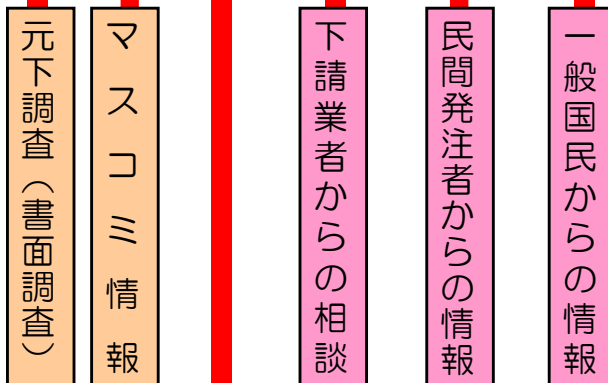 一般国民からの情報
民間発注者からの情報
下請業者からの相談
マスコミ情報
元下調査（書面調査）